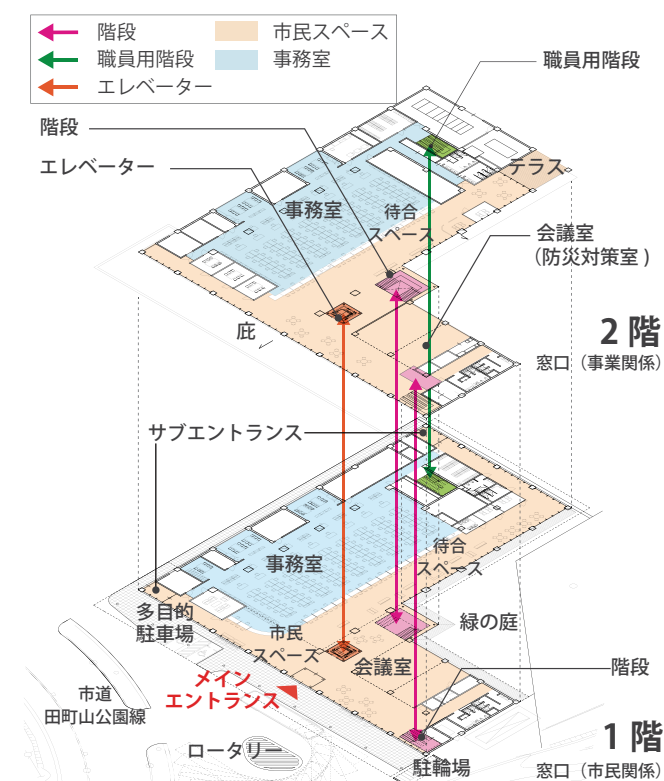 階段
市民スペース
職員用階段
事務室
エレベーター
職員用階段
階段
エレベーター
テラス
事務室
待合
スペース
会議室
（防災対策室 )
庇
2 階
窓口（事業関係）
サブエントランス
待合
スペース
事務室
多目的
駐車場
市民
スペース
緑の庭
会議室
階段
メイン
エントランス
市道
田町山公園線
ロータリー
駐輪場
1 階
窓口（市民関係）